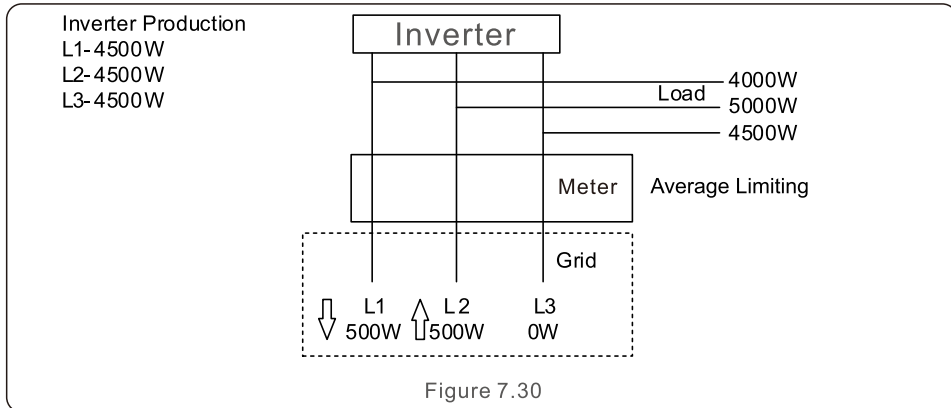 Inverter Production
L1-4500W
L2-4500W
L3-4500W
Inverter
4000W
Load
5000W
4500W
Meter
Average Limiting
Grid
L1 L2 L3
500W 500W 0W
Figure 7.30